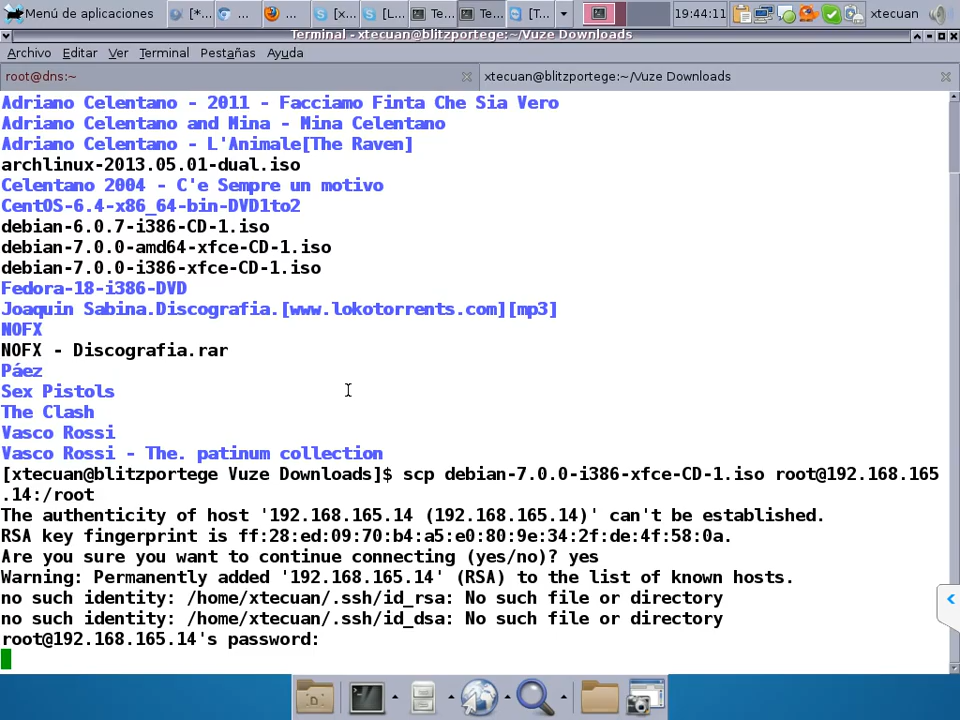 Menú de aplicaciones
[*...
...
...
[x...
[L...
Te...
Te...
[T...
19:44:11
xtecuan
Terminal - xtecuan@blitzportege:~/Vuze Downloads
Archivo Editar Ver Terminal Pestañas Ayuda
root@dns:~
xtecuan@blitzportege:~/Vuze Downloads
Adriano Celentano - 2011 - Facciamo Finta Che Sia Vero
Adriano Celentano and Mina - Mina Celentano
Adriano Celentano - L'Animale[The Raven]
archlinux-2013.05.01-dual.iso
Celentano 2004 - C'e Sempre un motivo
CentOS-6.4-x86_64-bin-DVD1to2
debian-6.0.7-i386-CD-1.iso
debian-7.0.0-amd64-xfce-CD-1.iso
debian-7.0.0-i386-xfce-CD-1.iso
Fedora-18-i386-DVD
Joaquin Sabina.Discografia.[www.lokotorrents.com][mp3]
NOFX
NOFX - Discografia.rar
Páez
Sex Pistols
The Clash
Vasco Rossi
Vasco Rossi - The. patinum collection
[xtecuan@blitzportege Vuze Downloads]$ scp debian-7.0.0-i386-xfce-CD-1.iso root@192.168.165
.14:/root
The authenticity of host '192.168.165.14 (192.168.165.14)' can't be established.
RSA key fingerprint is ff:28:ed:09:70:b4:a5:e0:80:9e:34:2f:de:4f:58:0a.
Are you sure you want to continue connecting (yes/no)? yes
Warning: Permanently added '192.168.165.14' (RSA) to the list of known hosts.
no such identity: /home/xtecuan/.ssh/id_rsa: No such file or directory
no such identity: /home/xtecuan/.ssh/id_dsa: No such file or directory
root@192.168.165.14's password: